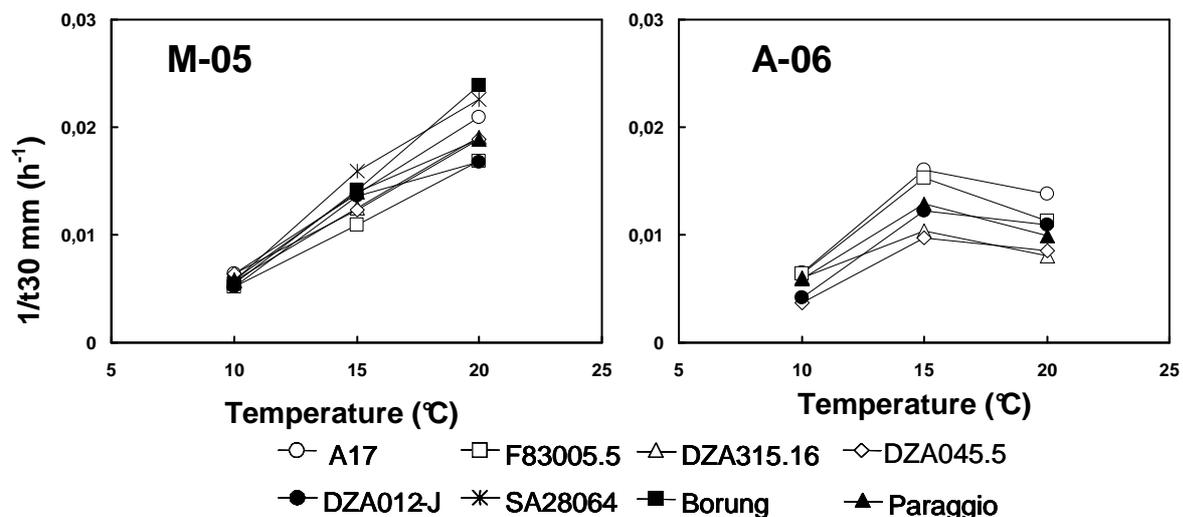 M-05
A-06
0,03
0,02
0,01
0
0,03
0,02
0,01
0
1/t30 mm (h-1)
5 10 15 20 25
5 10 15 20 25
Temperature (°C)
Temperature (°C)
A17 F83005.5 DZA315.16 DZA045.5
DZA012-J SA28064 Borung Paraggio